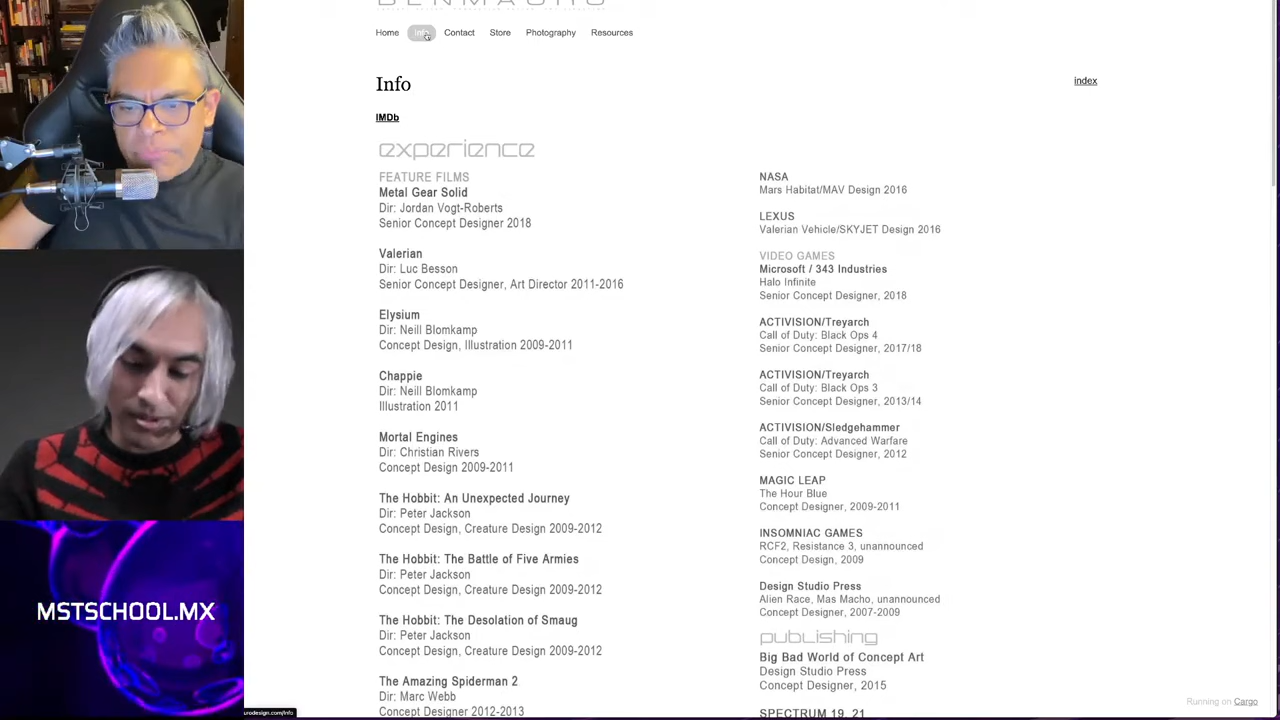 Home Info Contact Store Photography Resources
Info
index
IMDb
experience
FEATURE FILMS
Metal Gear Solid
Dir: Jordan Vogt-Roberts
Senior Concept Designer 2018
Valerian
Dir: Luc Besson
Senior Concept Designer, Art Director 2011-2016
Elysium
Dir: Neill Blomkamp
Concept Design, Illustration 2009-2011
Chappie
Dir: Neill Blomkamp
Illustration 2011
Mortal Engines
Dir: Christian Rivers
Concept Design 2009-2011
The Hobbit: An Unexpected Journey
Dir: Peter Jackson
Concept Design, Creature Design 2009-2012
The Hobbit: The Battle of Five Armies
Dir: Peter Jackson
Concept Design, Creature Design 2009-2012
The Hobbit: The Desolation of Smaug
Dir: Peter Jackson
Concept Design, Creature Design 2009-2012
The Amazing Spiderman 2
Dir: Marc Webb
Concept Designer 2012-2013
NASA
Mars Habitat/MAV Design 2016
LEXUS
Valerian Vehicle/SKYJET Design 2016
VIDEO GAMES
Microsoft / 343 Industries
Halo Infinite
Senior Concept Designer, 2018
ACTIVISION/Treyarch
Call of Duty: Black Ops 4
Senior Concept Designer, 2017/18
ACTIVISION/Treyarch
Call of Duty: Black Ops 3
Senior Concept Designer, 2013/14
ACTIVISION/Sledgehammer
Call of Duty: Advanced Warfare
Senior Concept Designer, 2012
MAGIC LEAP
The Hour Blue
Concept Designer, 2009-2011
INSOMNIAC GAMES
RCF2, Resistance 3, unannounced
Concept Design, 2009
Design Studio Press
Alien Race, Mas Macho, unannounced
Concept Designer, 2007-2009
publishing
Big Bad World of Concept Art
Design Studio Press
Concept Designer, 2015
SPECTRUM 19, 21
MSTSCHOOL.MX
Running on Cargo
urodesign.com/Info